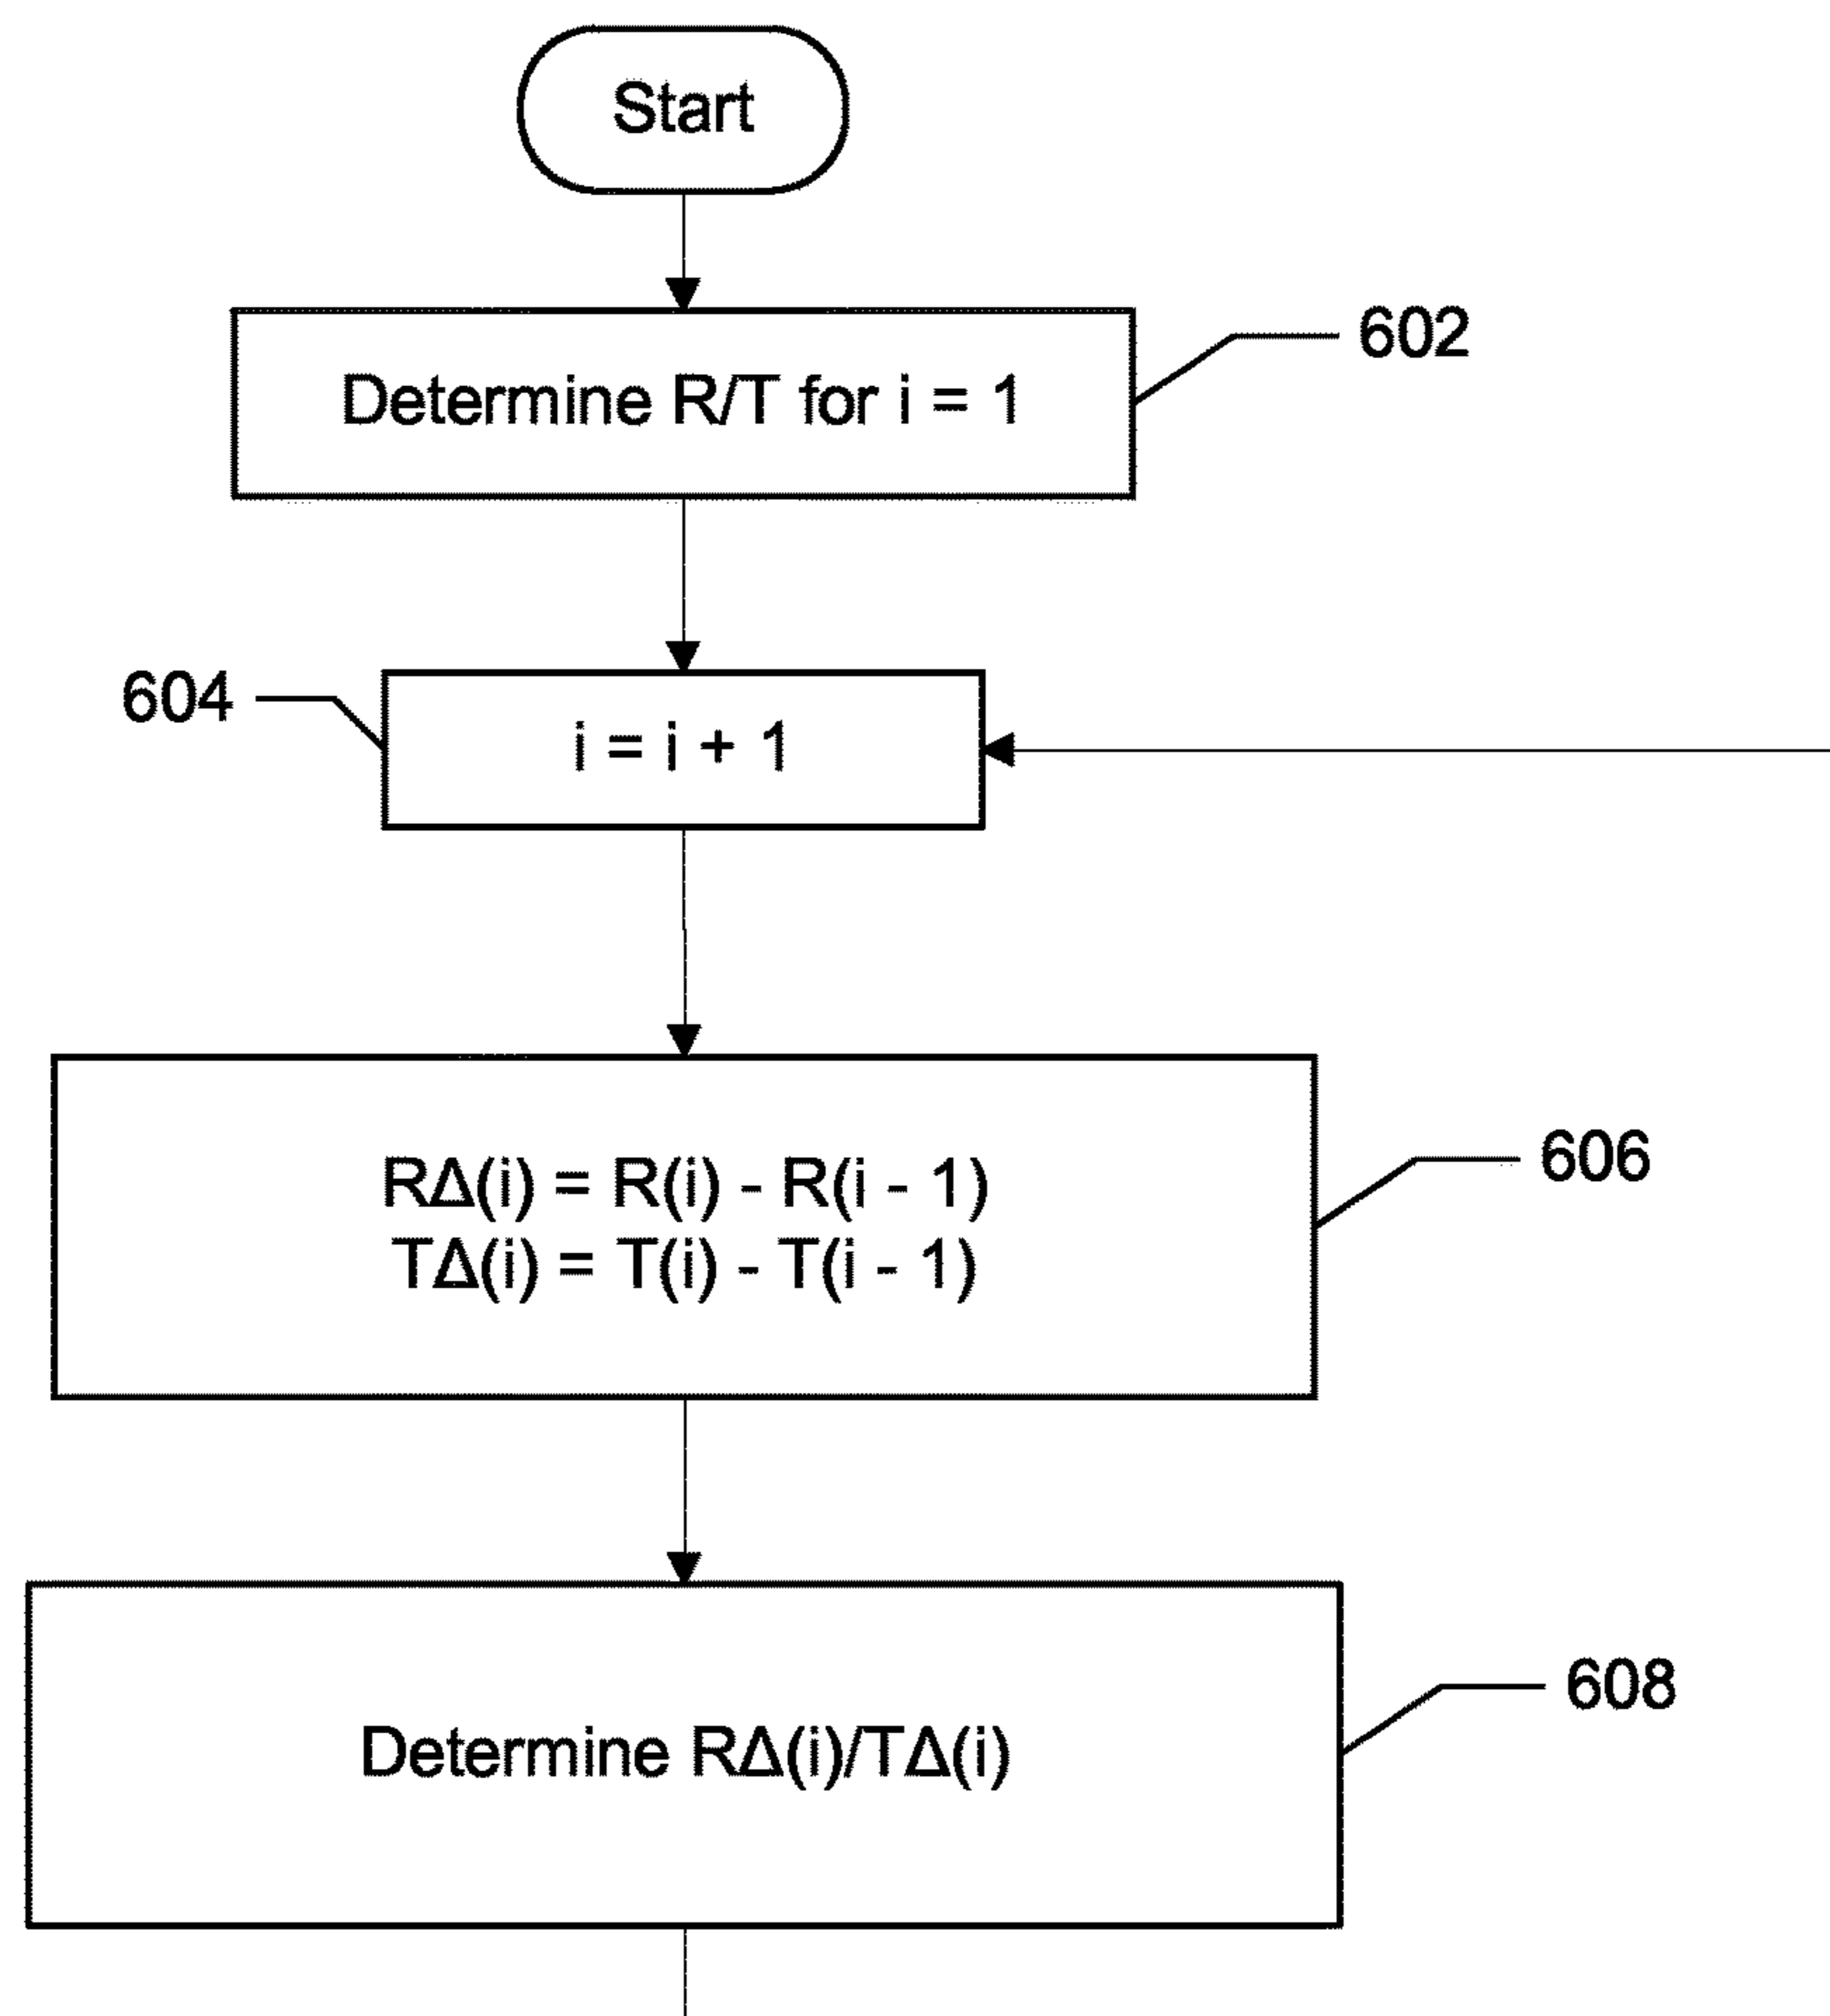 Start
Determine R/T for i = 1
602
604
i = i + 1
RΔ(i) = R(i) - R(i - 1)
TΔ(i) = T(i) - T(i - 1)
606
Determine RΔ(i)/TΔ(i)
608